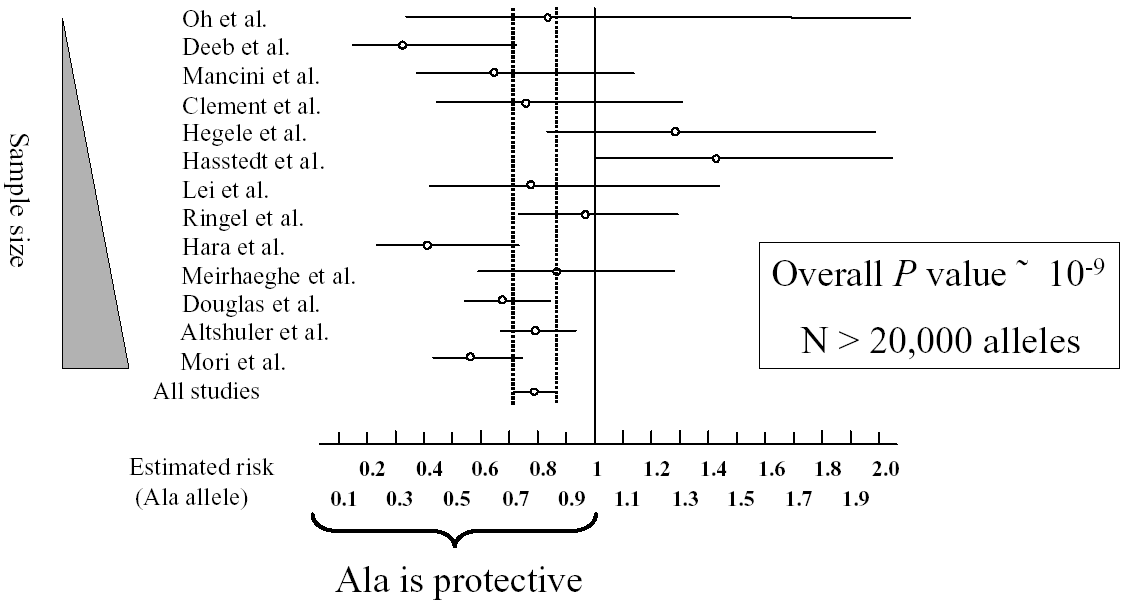 Sample size
Oh et al.
Deeb et al.
Mancini et al.
Clement et al.
Hegele et al.
Hasstedt et al.
Lei et al.
Ringel et al.
Hara et al.
Meirhaeghe et al.
Douglas et al.
Altshuler et al.
Mori et al.
All studies
Overall P value ~ 10-9
N > 20,000 alleles
Estimated risk 0.2 0.4 0.6 0.8 1 1.2 1.4 1.6 1.8 2.0
(Ala allele) 0.1 0.3 0.5 0.7 0.9 1.1 1.3 1.5 1.7 1.9
Ala is protective